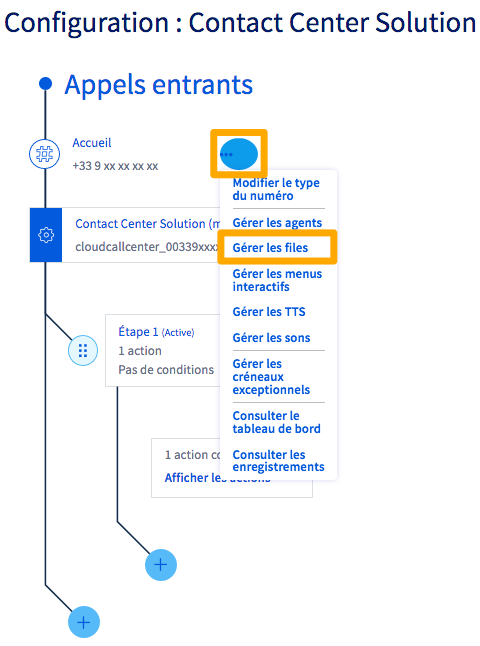 Configuration : Contact Center Solution
Appels entrants
Accueil
+33 9 xx xx xx xx
Modifier le type
du numéro
Contact Center Solution (m
Gérer les agents
cloudcallcenter_00339xxxx
Gérer les files
Gérer les menus
interactifs
Gérer les TTS
Étape 1 (Active)
Gérer les sons
1 action
Pas de conditions
Gérer les
créneaux
exceptionnels
Consulter le
tableau de bord
1 action co
Consulter les
enregistrements
Afficher les actions